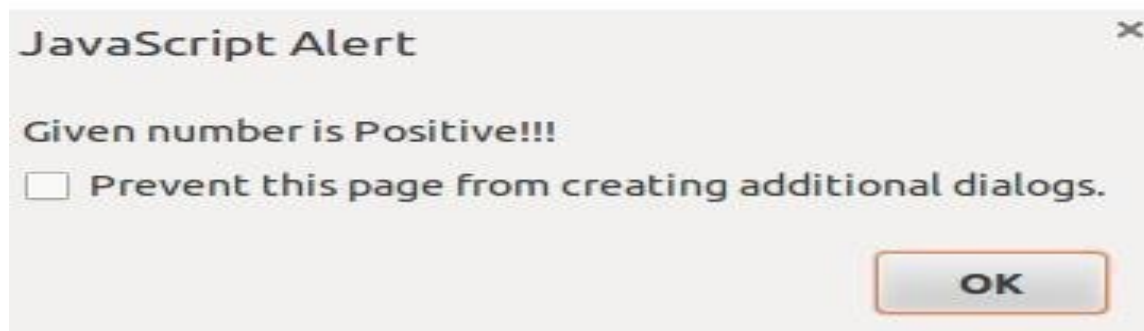 JavaScript Alert
Given number is Positive!!!
Prevent this page from creating additional dialogs.
OK